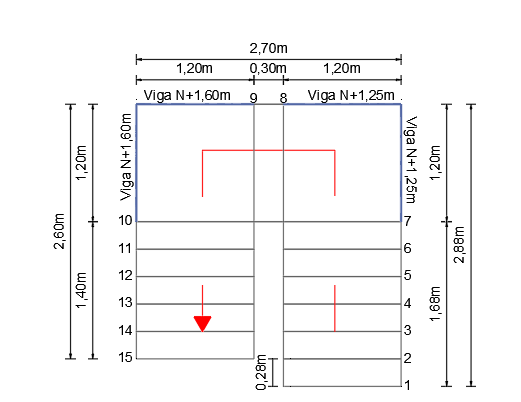 2,70m
1,20m 0,30m 1,20m
Viga N+1,60m 9 8 Viga N+1,25m
Viga N+1,60m
Viga N+1,25m
1,20m
1,20m
2,60m
2,88m
10 7
11 6
12 5
1,40m
1,68m
13 4
14 3
15 2
0,28m
1